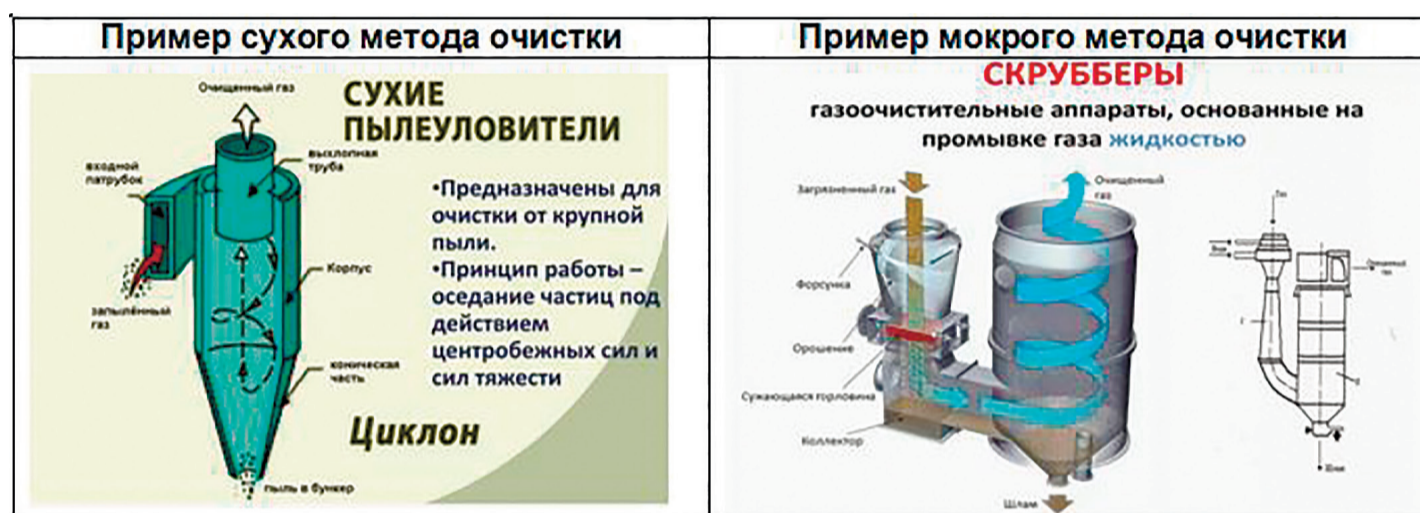 Пример сухого метода очистки
Очищенный газ
СУХИЕ
ПЫЛЕУЛОВИТЕЛИ
входной
патрубок
выхлопная
труба
•Предназначены для
очистки от крупной
пыли.
•Принцип работы –
оседание частиц под
действием
центробежных сил и
сил тяжести
Корпус
запылённый
газ
коническая
часть
Циклон
пыль в бункер
Пример мокрого метода очистки
СКРУББЕРЫ
газоочистительные аппараты, основанные на
промывке газа жидкостью
Загрязненный газ
Очищенный
газ
Форсунка
Орошение
Сужающаяся горловина
Коллектор
Шлам
Газ
Очищенный
газ